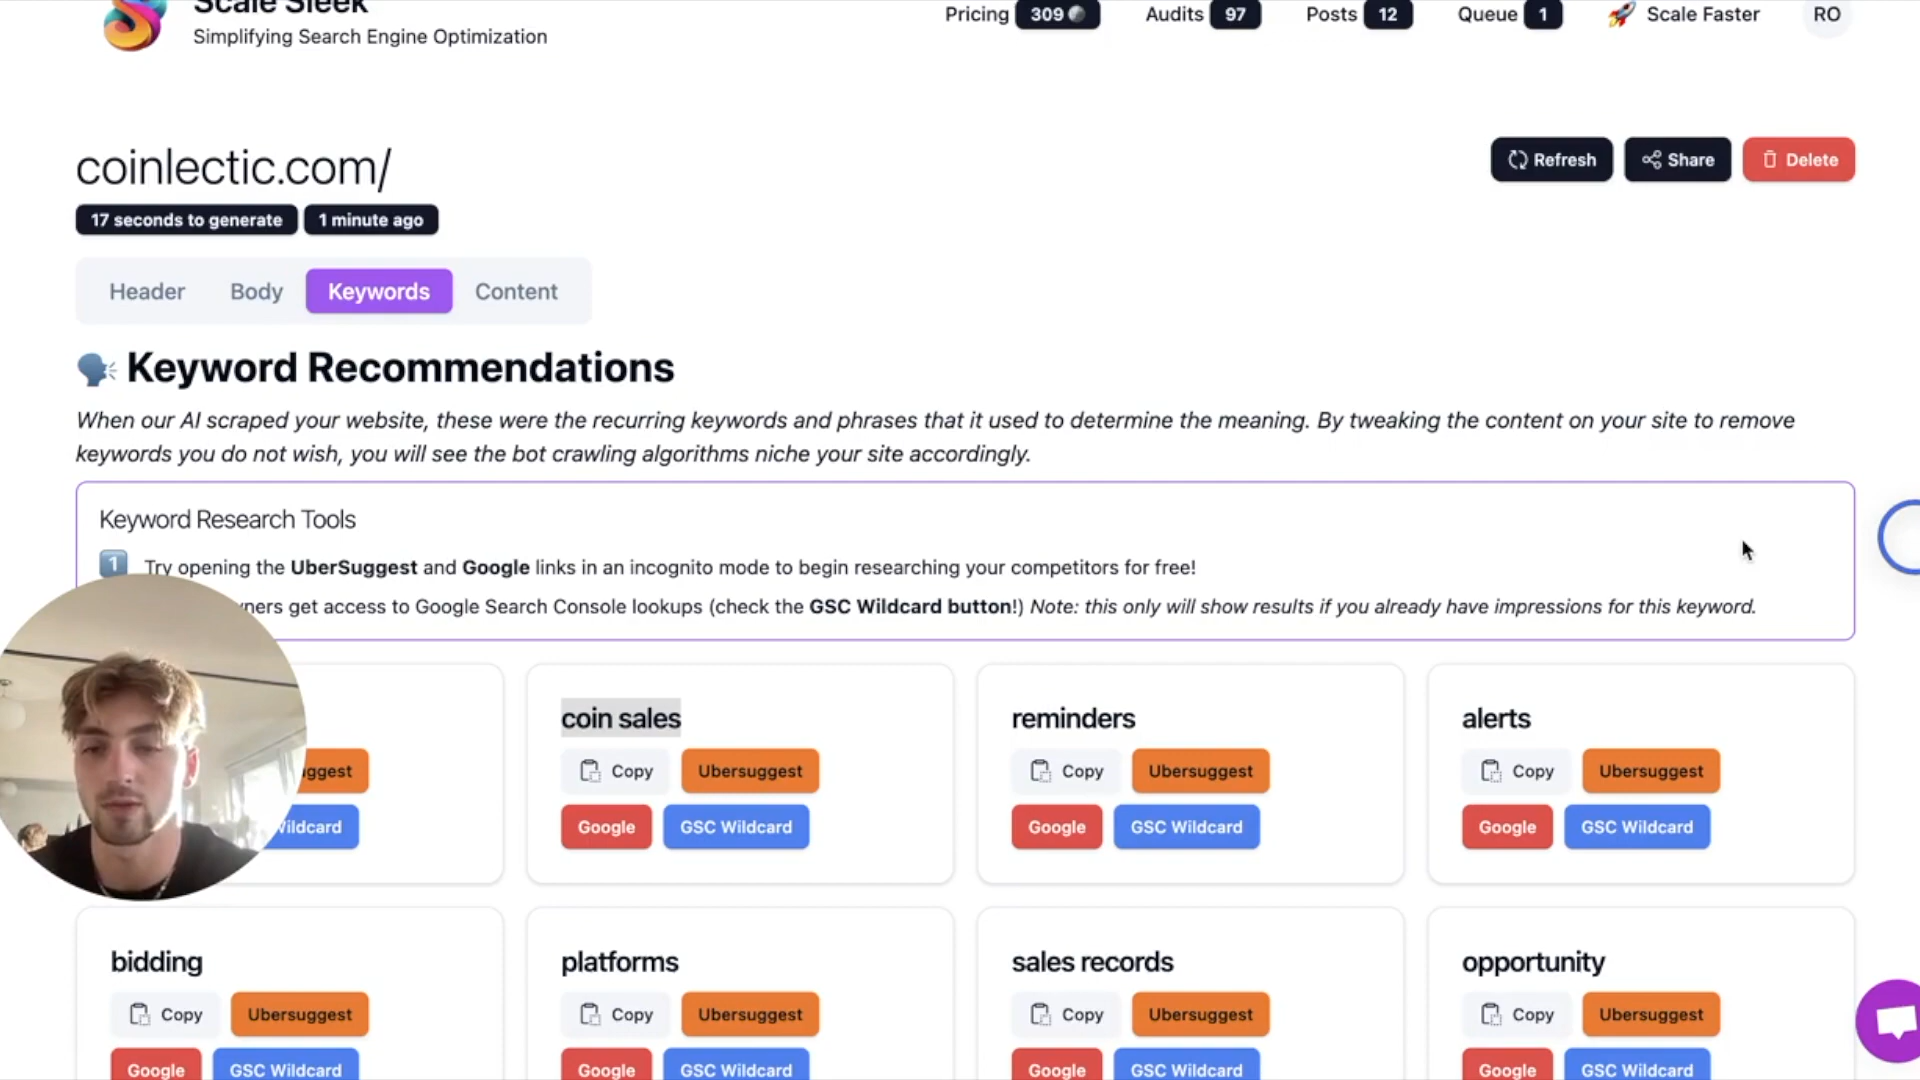 Scale Sleek
Simplifying Search Engine Optimization
Pricing 309 Audits 97 Posts 12 Queue 1 Scale Faster RO
coinlectic.com/
Refresh Share Delete
17 seconds to generate 1 minute ago
Header Body Keywords Content
Keyword Recommendations
When our AI scraped your website, these were the recurring keywords and phrases that it used to determine the meaning. By tweaking the content on your site to remove
keywords you do not wish, you will see the bot crawling algorithms niche your site accordingly.
Keyword Research Tools
1 Try opening the UberSuggest and Google links in an incognito mode to begin researching your competitors for free!
ners get access to Google Search Console lookups (check the GSC Wildcard button!) Note: this only will show results if you already have impressions for this keyword.
coin sales reminders alerts
ggest Copy Ubersuggest Copy Ubersuggest Copy Ubersuggest
Wildcard Google GSC Wildcard Google GSC Wildcard Google GSC Wildcard
bidding platforms sales records opportunity
Copy Ubersuggest Copy Ubersuggest Copy Ubersuggest Copy Ubersuggest
Google GSC Wildcard Google GSC Wildcard Google GSC Wildcard Google GSC Wildcard